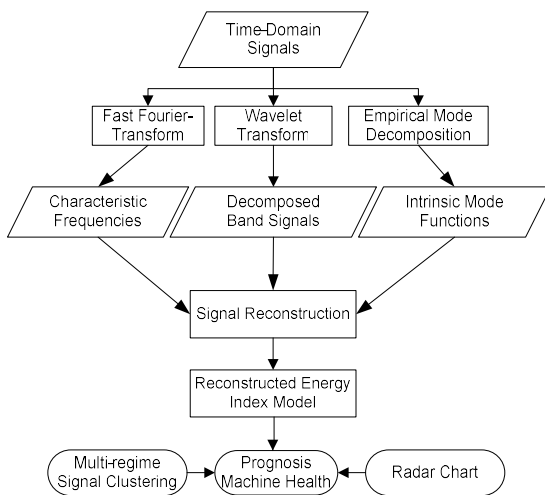 Time-Domain
Signals
Fast Fourier-
Transform
Wavelet
Transform
Empirical Mode
Decomposition
Characteristic
Frequencies
Decomposed
Band Signals
Intrinsic Mode
Functions
Signal Reconstruction
Reconstructed Energy
Index Model
Multi-regime
Signal Clustering
Prognosis
Machine Health
Radar Chart